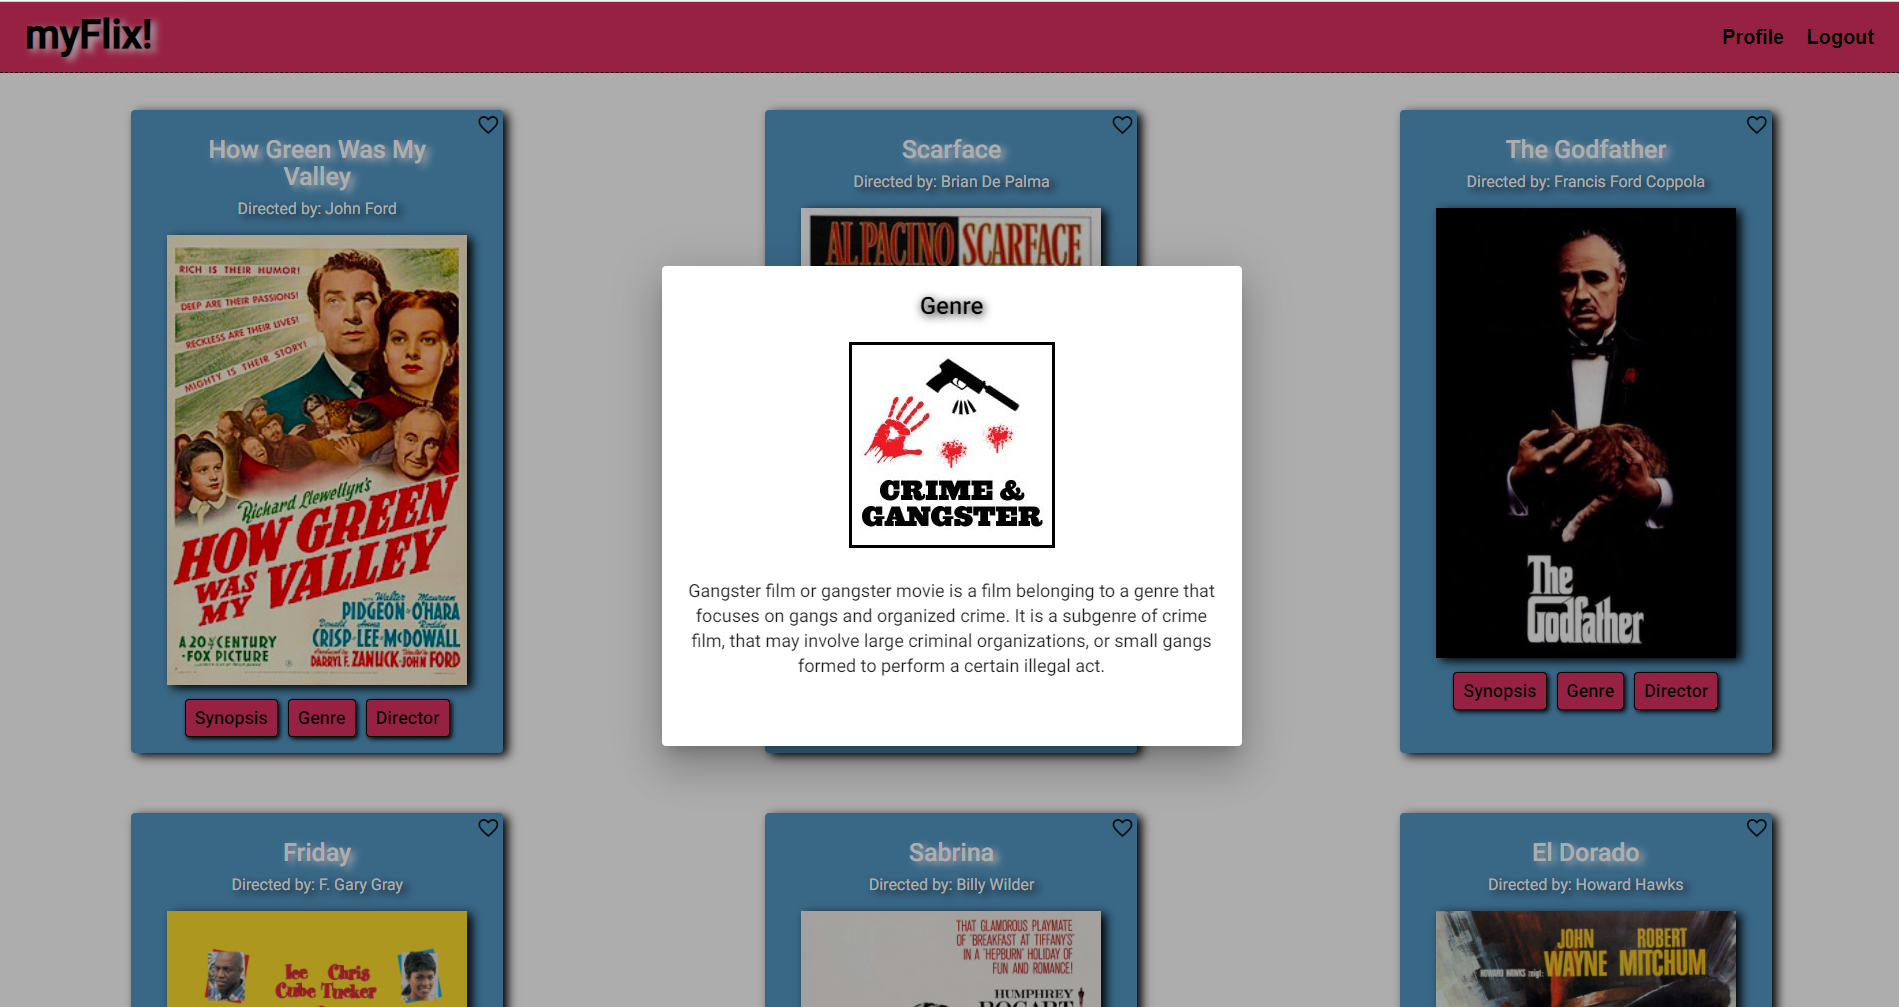 myFlix!
Profile
Logout
How Green Was My
Valley
Directed by: John Ford
RICH IS THEIR HUMOR!
DEEP ARE THEIR PASSIONS!
RECKLESS ARE THEIR LIVES!
MIGHTY IS THEIR STORY!
Richard Llewellyn's
HOW GREEN
WAS MY VALLEY
Walter Maureen
PIDGEON · O'HARA
Donald Anna Roddy
CRISP · LEE · McDOWALL
A 20th CENTURY
-FOX PICTURE
Produced by Directed by
DARRYL F. ZANUCK · JOHN FORD
Synopsis
Genre
Director
Scarface
Directed by: Brian De Palma
AL PACINO SCARFACE
The Godfather
Directed by: Francis Ford Coppola
The
Godfather
Synopsis
Genre
Director
Genre
CRIME &
GANGSTER
Gangster film or gangster movie is a film belonging to a genre that
focuses on gangs and organized crime. It is a subgenre of crime
film, that may involve large criminal organizations, or small gangs
formed to perform a certain illegal act.
Friday
Directed by: F. Gary Gray
Ice Chris
Cube Tucker
Sabrina
Directed by: Billy Wilder
THAT GLAMOROUS PLAYMATE
OF 'BREAKFAST AT TIFFANY'S'
IN A "HEPBURN" HOLIDAY OF
FUN AND ROMANCE!
HUMPHREY
BOGART
El Dorado
Directed by: Howard Hawks
JOHN ROBERT
HOWARD HAWKS zeigt: WAYNE MITCHUM